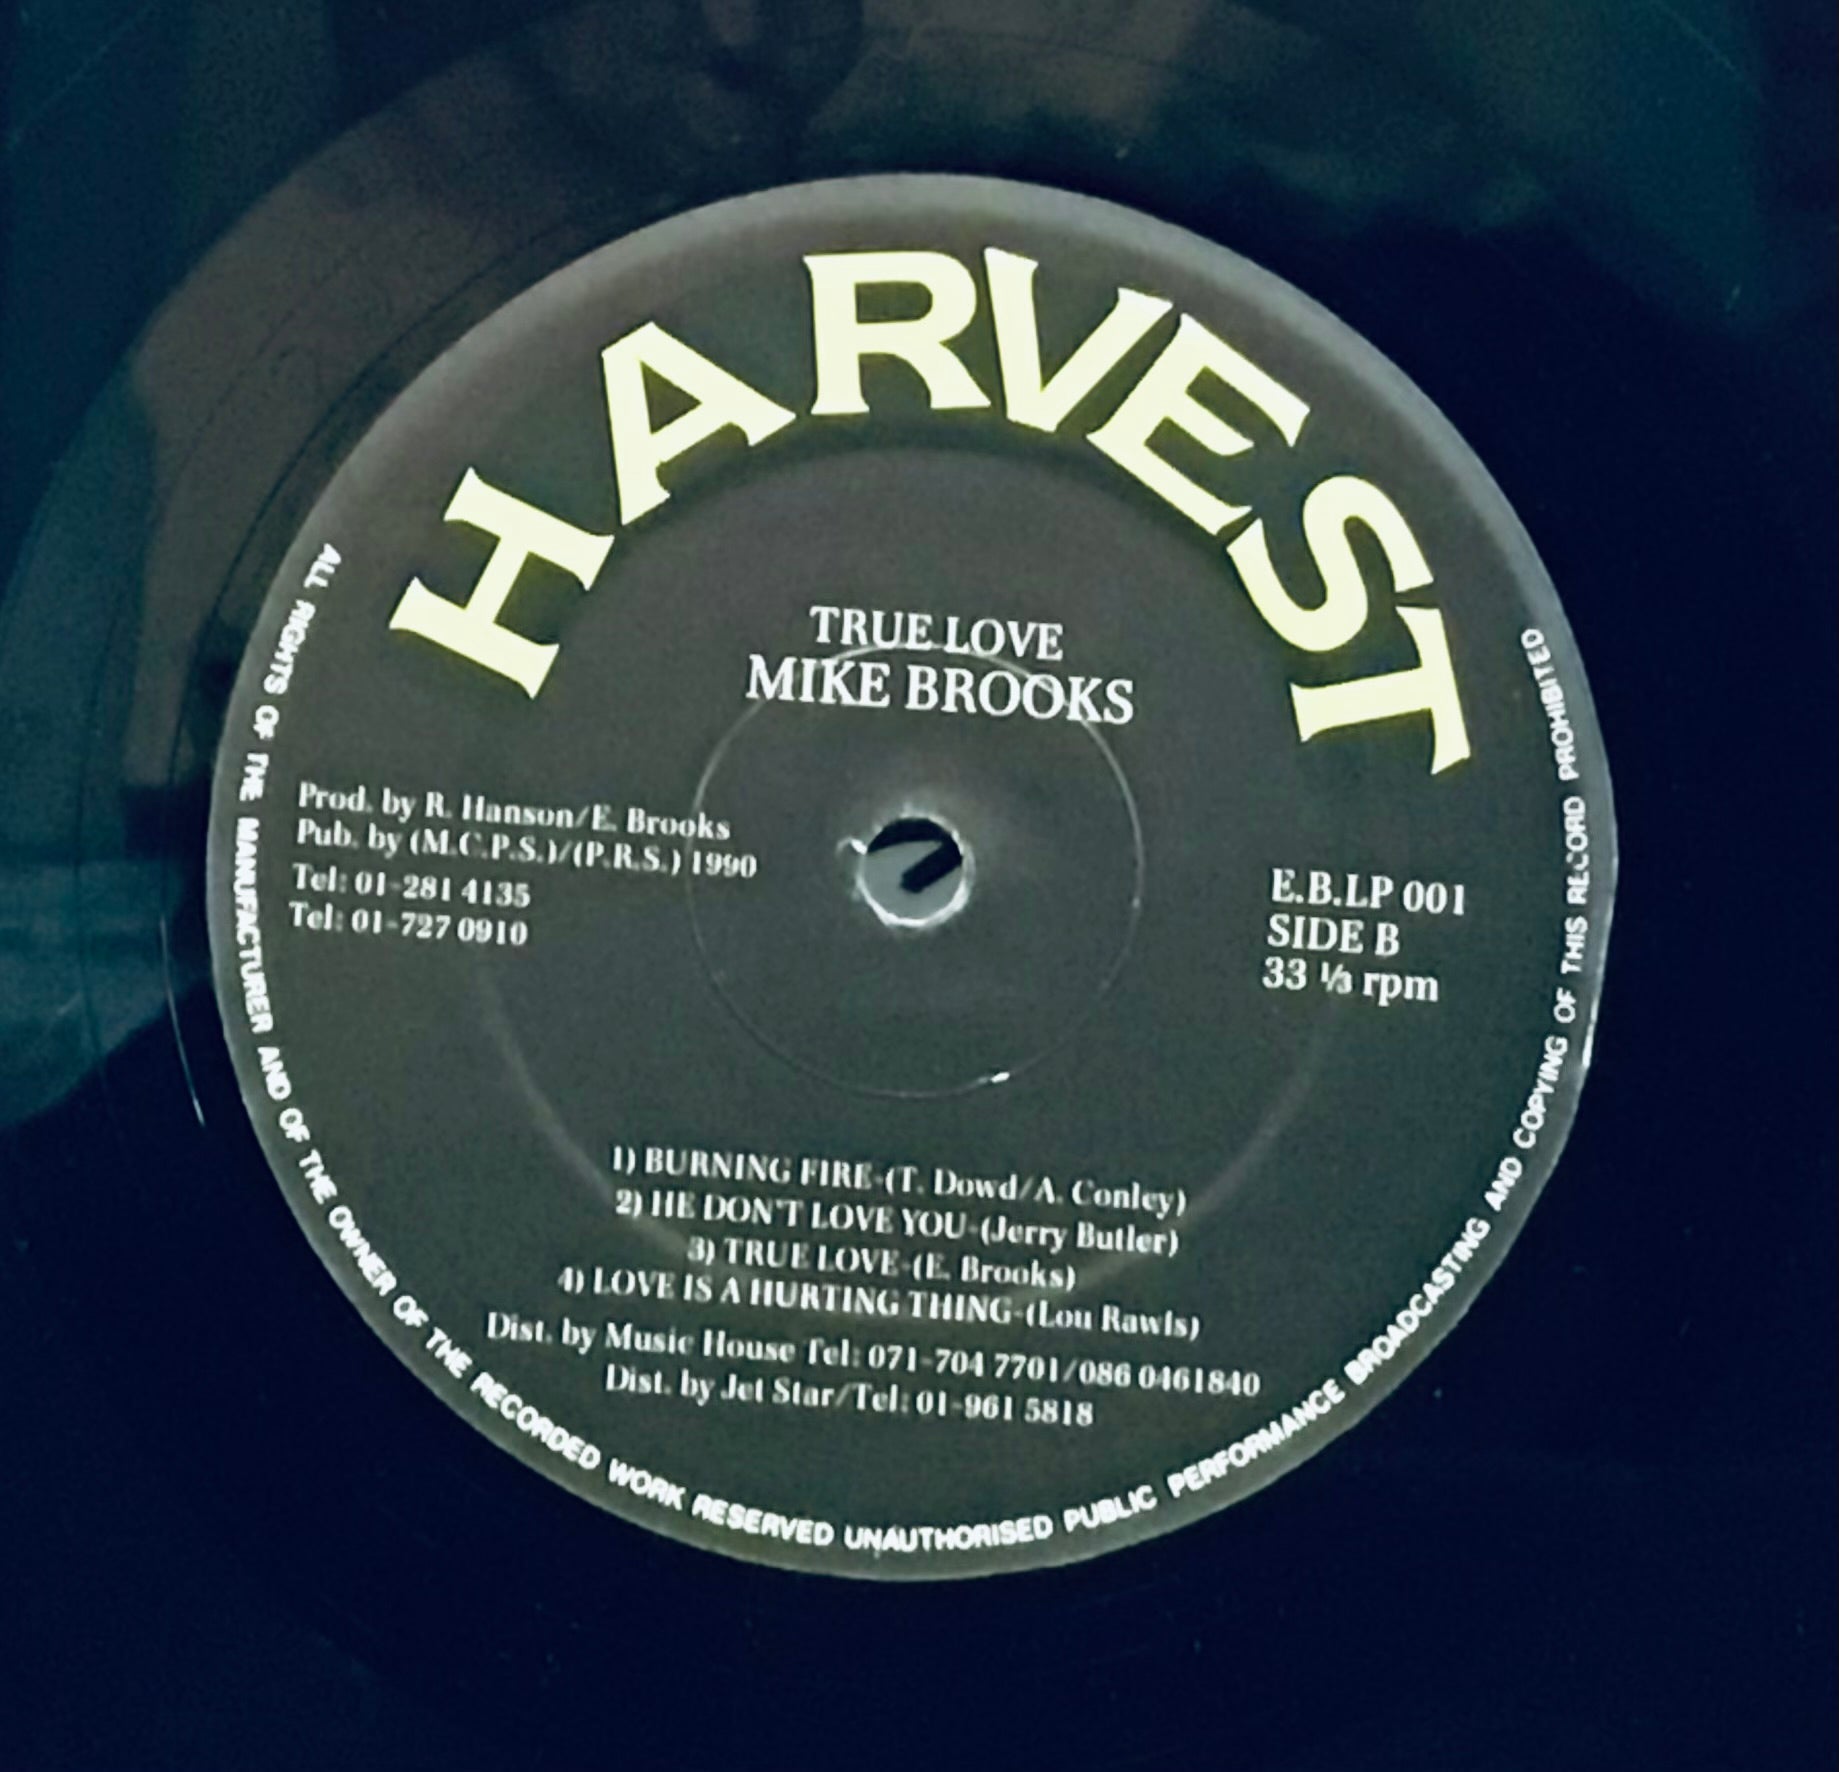 HARVEST
TRUE LOVE
MIKE BROOKS
Prod. by R. Hanson/E. Brooks
Pub. by (M.C.P.S.)/(P.R.S.) 1990
Tel: 01-281 4135
Tel: 01-727 0910
E.B.LP 001
SIDE B
33 ⅓ rpm
1) BURNING FIRE-(T. Dowd/A. Conley)
2) HE DON'T LOVE YOU-(Jerry Butler)
3) TRUE LOVE-(E. Brooks)
4) LOVE IS A HURTING THING-(Lou Rawls)
Dist. by Music House Tel: 071-704 7701/086 0461840
Dist. by Jet Star/Tel: 01-961 5818
ALL RIGHTS OF THE MANUFACTURER AND OF THE OWNER OF THE RECORDED WORK RESERVED UNAUTHORISED PUBLIC PERFORMANCE BROADCASTING AND COPYING OF THIS RECORD PROHIBITED